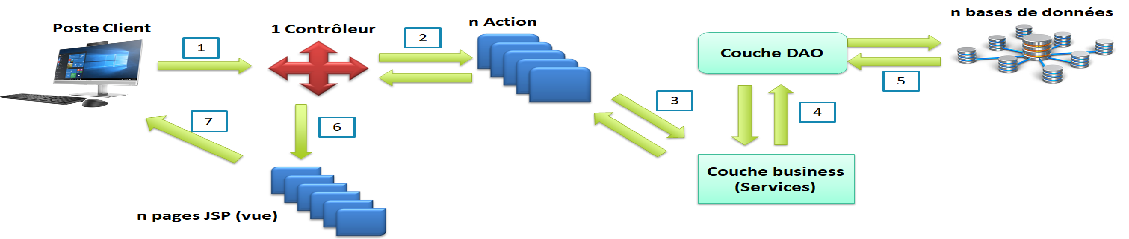 Poste Client
1
1 Contrôleur
2
n Action
3
Couche DAO
4
5
n bases de données
Couche business
(Services)
6
7
n pages JSP (vue)